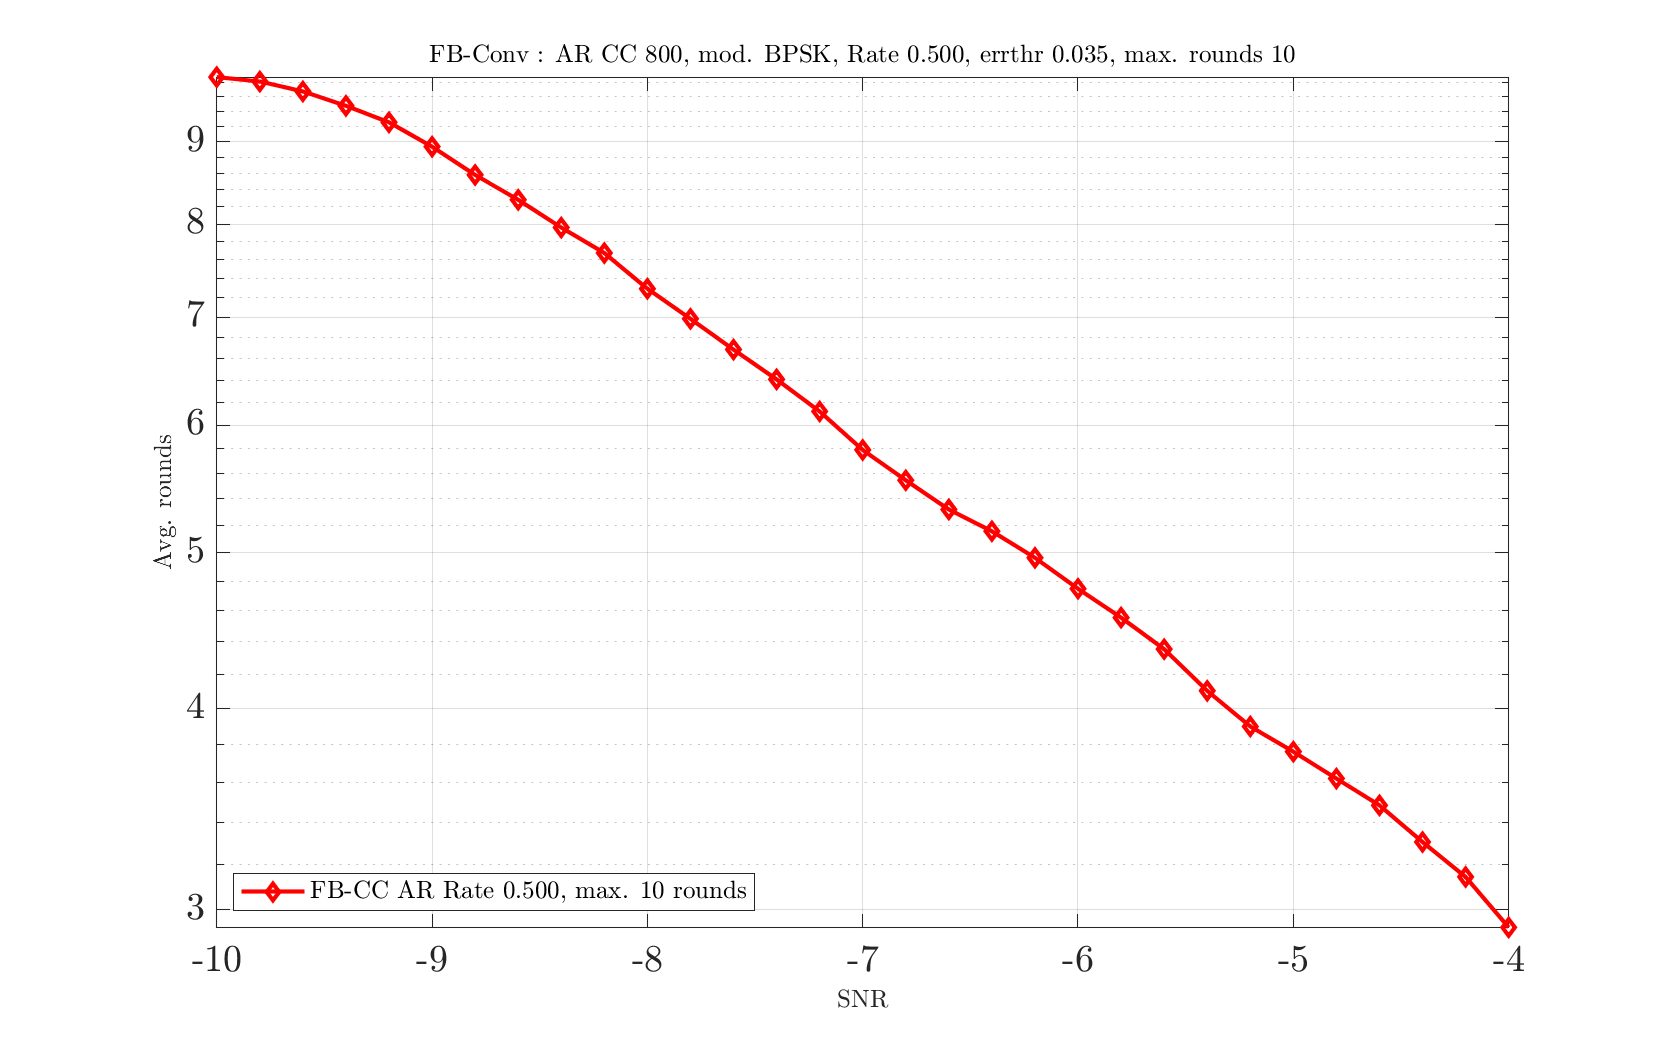 FB-Conv : AR CC 800, mod. BPSK, Rate 0.500, errthr 0.035, max. rounds 10
9
8
7
6
5
4
3
Avg. rounds
FB-CC AR Rate 0.500, max. 10 rounds
-10 -9 -8 -7 -6 -5 -4
SNR